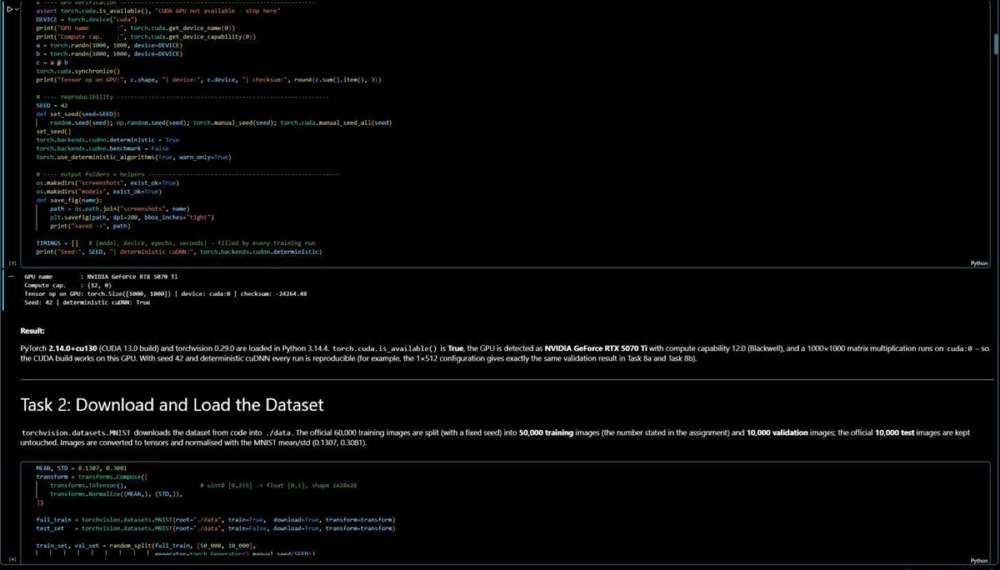 # ---- GPU verification ----------------------------------------------------------
assert torch.cuda.is_available(), "CUDA GPU not available - stop here"
DEVICE = torch.device("cuda")
print("GPU name        :", torch.cuda.get_device_name(0))
print("Compute cap.    :", torch.cuda.get_device_capability(0))
a = torch.randn(1000, 1000, device=DEVICE)
b = torch.randn(1000, 1000, device=DEVICE)
c = a @ b
torch.cuda.synchronize()
print("Tensor op on GPU:", c.shape, "| device:", c.device, "| checksum:", round(c.sum().item(), 3))
# ---- reproducibility -------------------------------------------------------------
SEED = 42
def set_seed(seed=SEED):
    random.seed(seed); np.random.seed(seed); torch.manual_seed(seed); torch.cuda.manual_seed_all(seed)
set_seed()
torch.backends.cudnn.deterministic = True
torch.backends.cudnn.benchmark = False
torch.use_deterministic_algorithms(True, warn_only=True)
# ---- output folders + helpers ------------------------------------------------------
os.makedirs("screenshots", exist_ok=True)
os.makedirs("models", exist_ok=True)
def save_fig(name):
    path = os.path.join("screenshots", name)
    plt.savefig(path, dpi=200, bbox_inches="tight")
    print("saved ->", path)
TIMINGS = []   # (model, device, epochs, seconds) - filled by every training run
print("Seed:", SEED, "| deterministic cuDNN:", torch.backends.cudnn.deterministic)
[3]
Python
GPU name        : NVIDIA GeForce RTX 5070 Ti
Compute cap.    : (12, 0)
Tensor op on GPU: torch.Size([1000, 1000]) | device: cuda:0 | checksum: -24264.48
Seed: 42 | deterministic cuDNN: True
Result:
PyTorch 2.14.0+cu130 (CUDA 13.0 build) and torchvision 0.29.0 are loaded in Python 3.14.4. torch.cuda.is_available() is True, the GPU is detected as NVIDIA GeForce RTX 5070 Ti with compute capability 12.0 (Blackwell), and a 1000×1000 matrix multiplication runs on cuda:0 – so
the CUDA build works on this GPU. With seed 42 and deterministic cuDNN every run is reproducible (for example, the 1×512 configuration gives exactly the same validation result in Task 8a and Task 8b).
Task 2: Download and Load the Dataset
torchvision.datasets.MNIST downloads the dataset from code into ./data. The official 60,000 training images are split (with a fixed seed) into 50,000 training images (the number stated in the assignment) and 10,000 validation images; the official 10,000 test images are kept
untouched. Images are converted to tensors and normalised with the MNIST mean/std (0.1307, 0.3081).
MEAN, STD = 0.1307, 0.3081
transform = transforms.Compose([
    transforms.ToTensor(),                     # uint8 [0,255] -> float [0,1], shape 1x28x28
    transforms.Normalize((MEAN,), (STD,)),
])
full_train = torchvision.datasets.MNIST(root="./data", train=True,  download=True, transform=transform)
test_set   = torchvision.datasets.MNIST(root="./data", train=False, download=True, transform=transform)
train_set, val_set = random_split(full_train, [50_000, 10_000],
                                  generator=torch.Generator().manual_seed(SEED))
[4]
Python